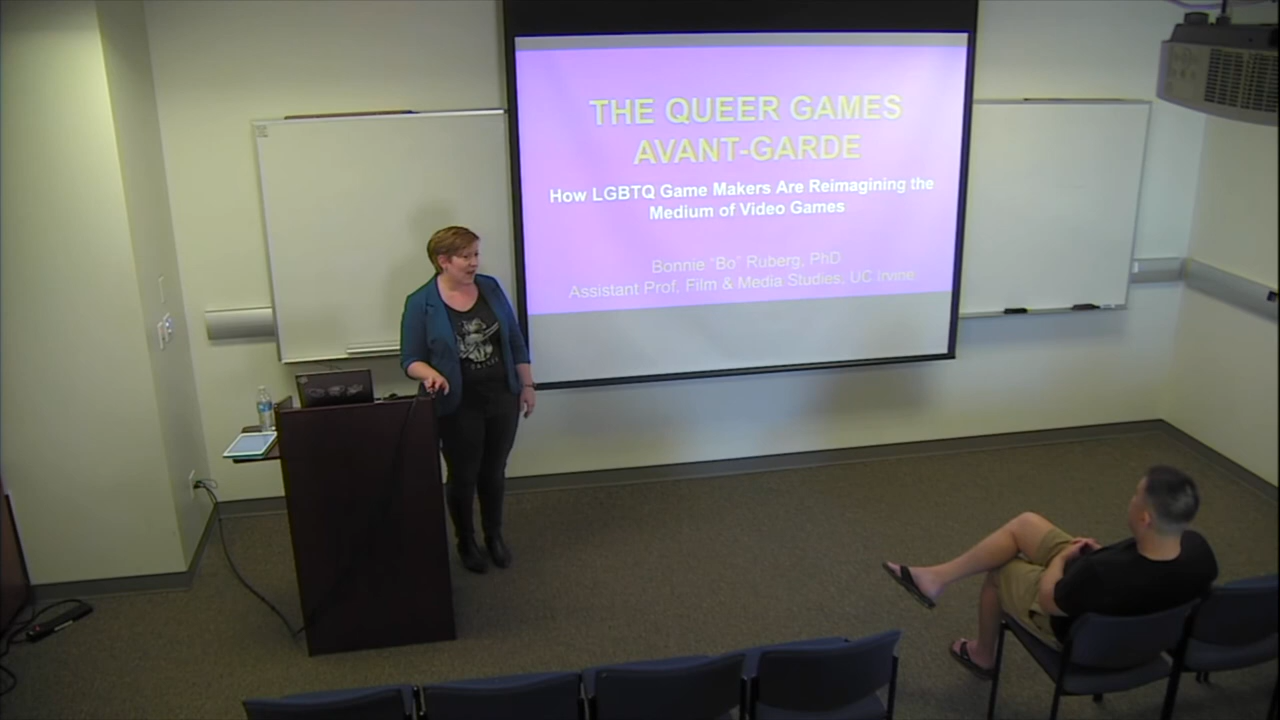 THE QUEER GAMES
AVANT-GARDE
How LGBTQ Game Makers Are Reimagining the
Medium of Video Games
Bonnie "Bo" Ruberg, PhD
Assistant Prof. Film & Media Studies, UC Irvine